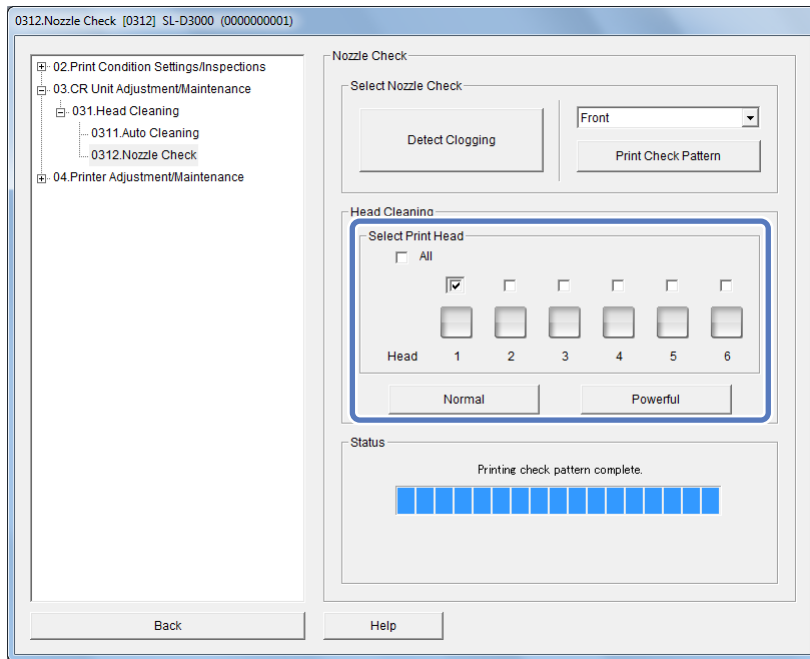 0312.Nozzle Check [0312] SL-D3000 (0000000001)
02.Print Condition Settings/Inspections
03.CR Unit Adjustment/Maintenance
031.Head Cleaning
0311.Auto Cleaning
0312.Nozzle Check
04.Printer Adjustment/Maintenance
Back
Nozzle Check
Select Nozzle Check
Detect Clogging
Front
Print Check Pattern
Head Cleaning
Select Print Head
All
Head 1 2 3 4 5 6
Normal Powerful
Status
Printing check pattern complete.
Help